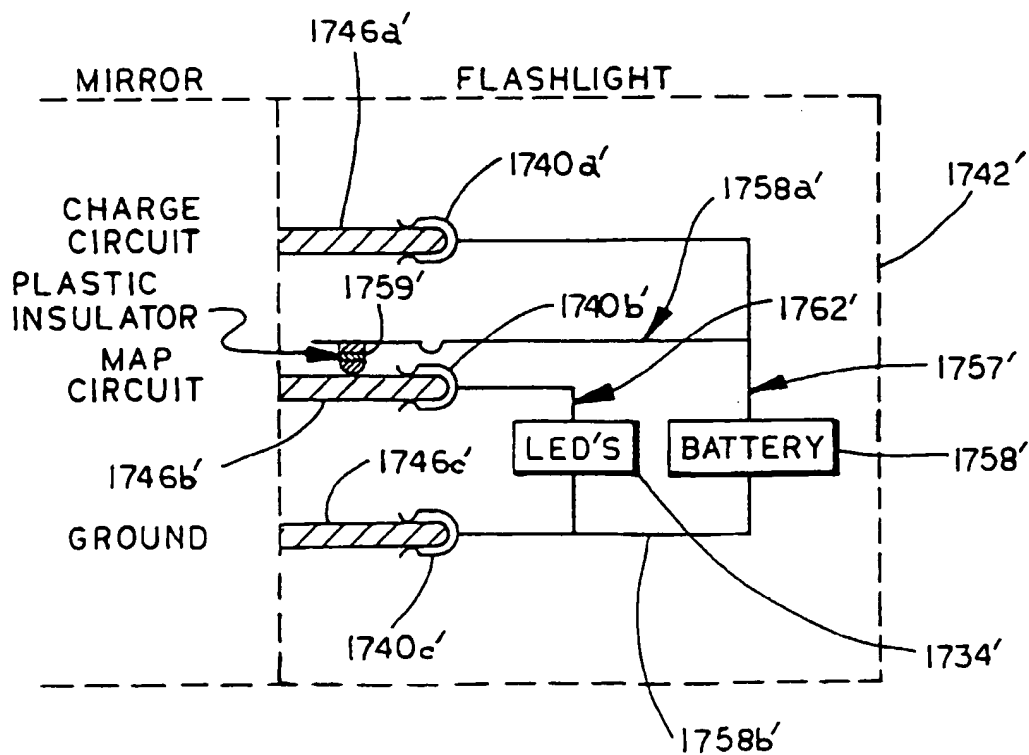 1746a′
MIRROR
FLASHLIGHT
1740a′
1742′
1758a′
CHARGE
CIRCUIT
1759′
PLASTIC
INSULATOR
1740b′
1762′
MAP
CIRCUIT
1757′
LED'S
BATTERY
1758′
1746b′
1746c′
GROUND
1740c′
1734′
1758b′